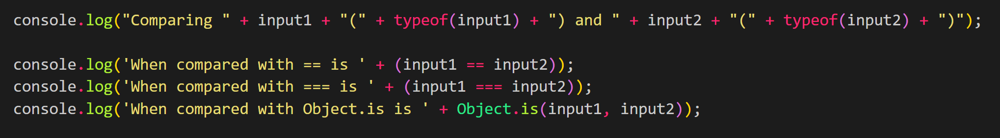 console.log("Comparing " + input1 + "(" + typeof(input1) + ") and " + input2 + "(" + typeof(input2) + ")");
console.log('When compared with == is ' + (input1 == input2));
console.log('When compared with === is ' + (input1 === input2));
console.log('When compared with Object.is is ' + Object.is(input1, input2));